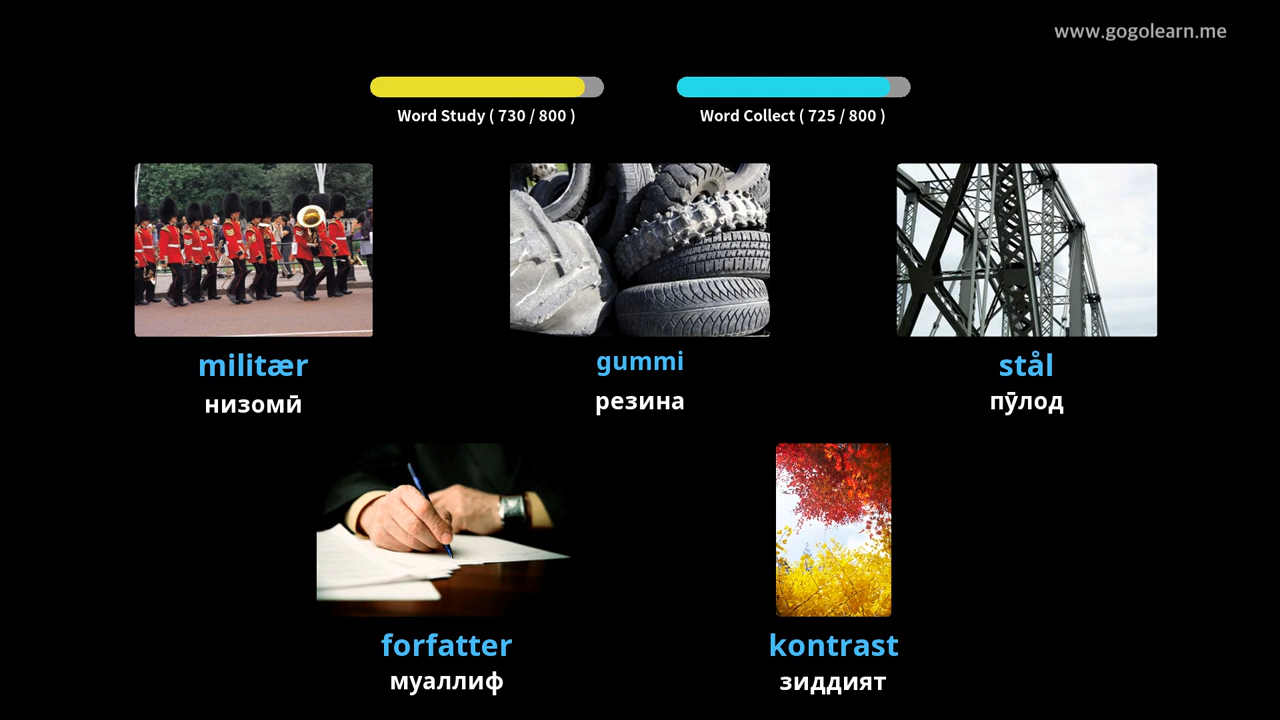 www.gogolearn.me
Word Study ( 730 / 800 )
Word Collect ( 725 / 800 )
militær
низомӣ
gummi
резина
stål
пӯлод
forfatter
муаллиф
kontrast
зиддият